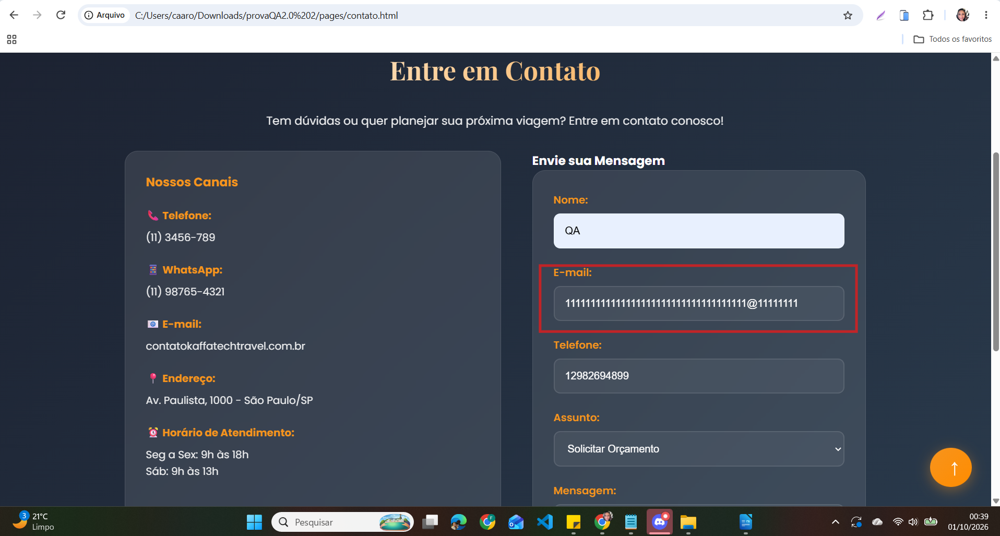 Arquivo
C:/Users/caaro/Downloads/provaQA2.0%202/pages/contato.html
Todos os favoritos
Entre em Contato
Tem dúvidas ou quer planejar sua próxima viagem? Entre em contato conosco!
Nossos Canais
Telefone:
(11) 3456-789
WhatsApp:
(11) 98765-4321
E-mail:
contatokaffatechtravel.com.br
Endereço:
Av. Paulista, 1000 - São Paulo/SP
Horário de Atendimento:
Seg a Sex: 9h às 18h
Sáb: 9h às 13h
Envie sua Mensagem
Nome:
QA
E-mail:
111111111111111111111111111111111111@11111111
Telefone:
12982694899
Assunto:
Solicitar Orçamento
Mensagem:
↑
3
21°C
Limpo
Pesquisar
00:39
01/10/2026